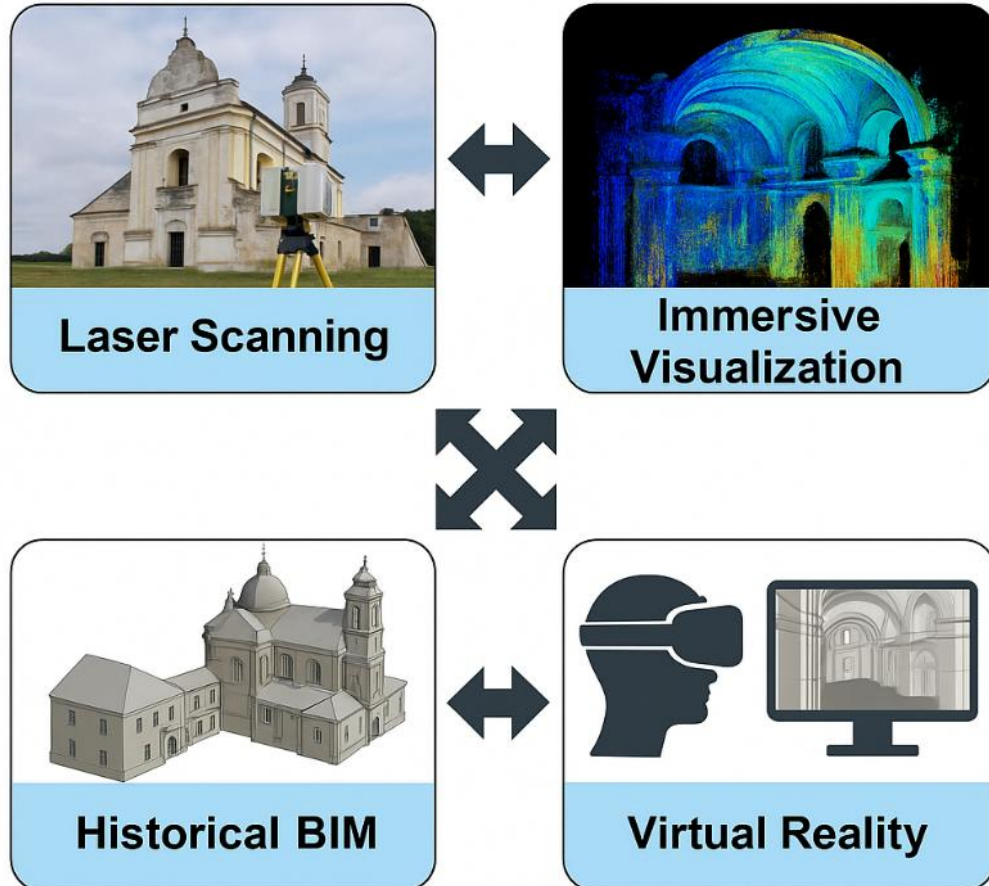 Laser Scanning
Immersive
Visualization
Historical BIM
Virtual Reality